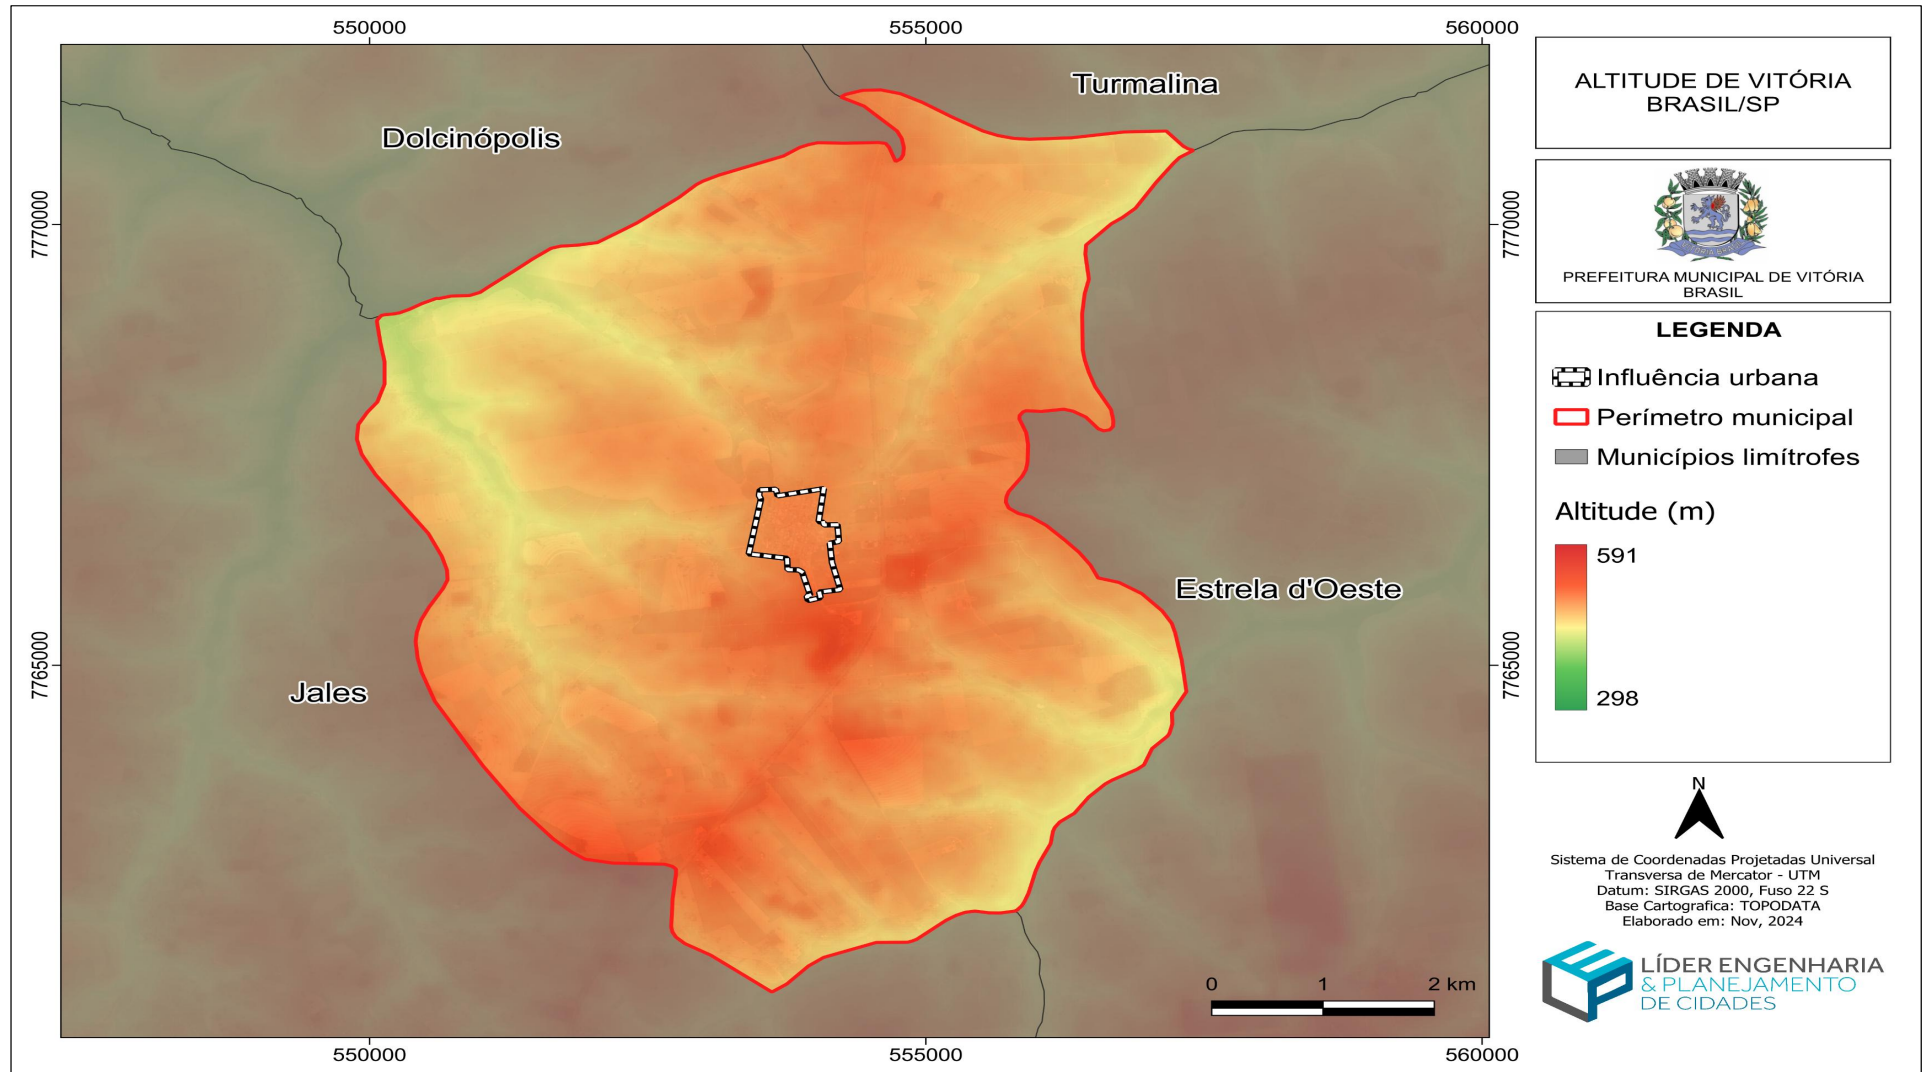 550000
555000
560000
Turmalina
Dolcinópolis
7770000
7770000
Estrela d'Oeste
7765000
7765000
Jales
0 1 2 km
550000
555000
560000
ALTITUDE DE VITÓRIA
BRASIL/SP
PREFEITURA MUNICIPAL DE VITÓRIA
BRASIL
LEGENDA
Influência urbana
Perímetro municipal
Municípios limítrofes
Altitude (m)
591
298
N
Sistema de Coordenadas Projetadas Universal
Transversa de Mercator - UTM
Datum: SIRGAS 2000, Fuso 22 S
Base Cartografica: TOPODATA
Elaborado em: Nov, 2024
LÍDER ENGENHARIA
& PLANEJAMENTO
DE CIDADES